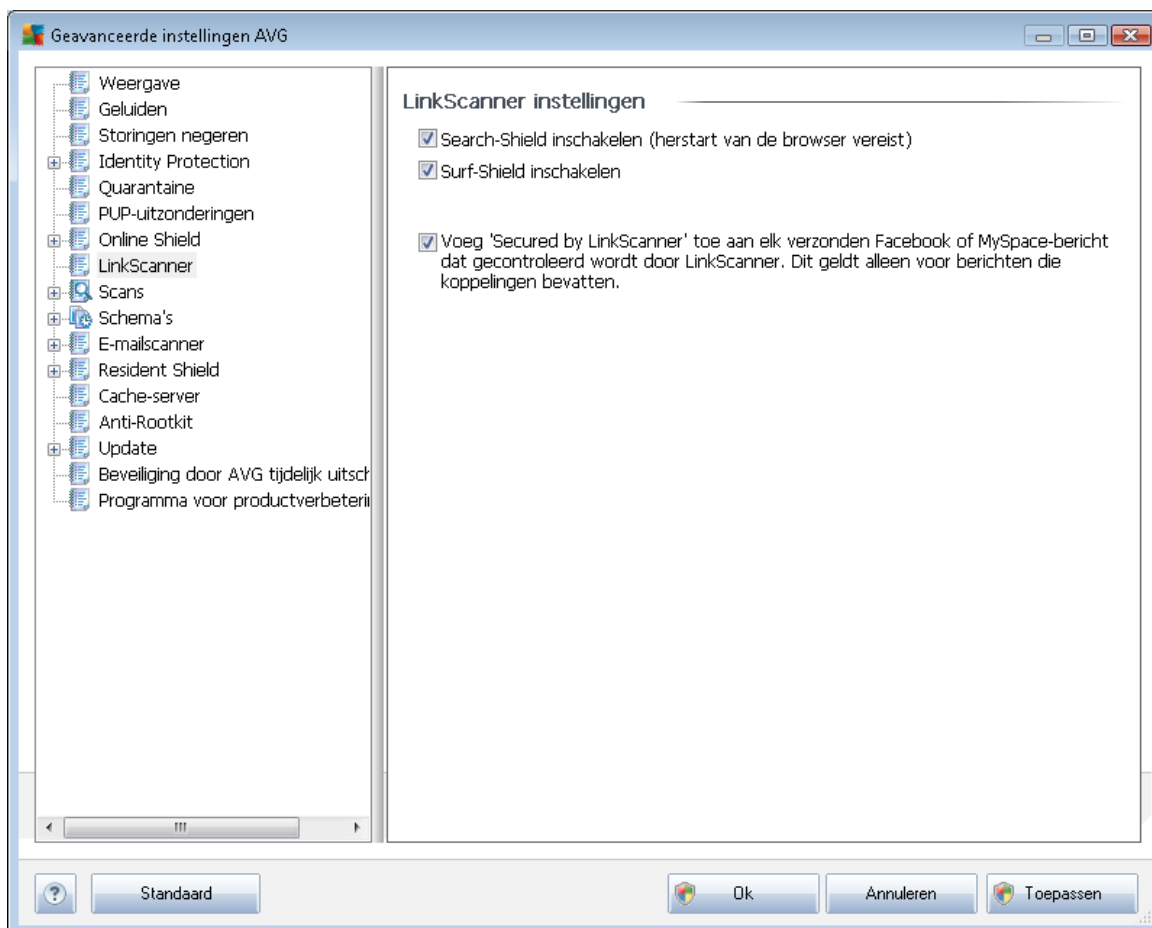 Geavanceerde instellingen AVG
Weergave
Geluiden
Storingen negeren
Identity Protection
Quarantaine
PUP-uitzonderingen
Online Shield
LinkScanner
Scans
Schema's
E-mailscanner
Resident Shield
Cache-server
Anti-Rootkit
Update
Beveiliging door AVG tijdelijk uitsch
Programma voor productverbeterin
LinkScanner instellingen
Search-Shield inschakelen (herstart van de browser vereist)
Surf-Shield inschakelen
Voeg 'Secured by LinkScanner' toe aan elk verzonden Facebook of MySpace-bericht
dat gecontroleerd wordt door LinkScanner. Dit geldt alleen voor berichten die
koppelingen bevatten.
?
Standaard
Ok
Annuleren
Toepassen